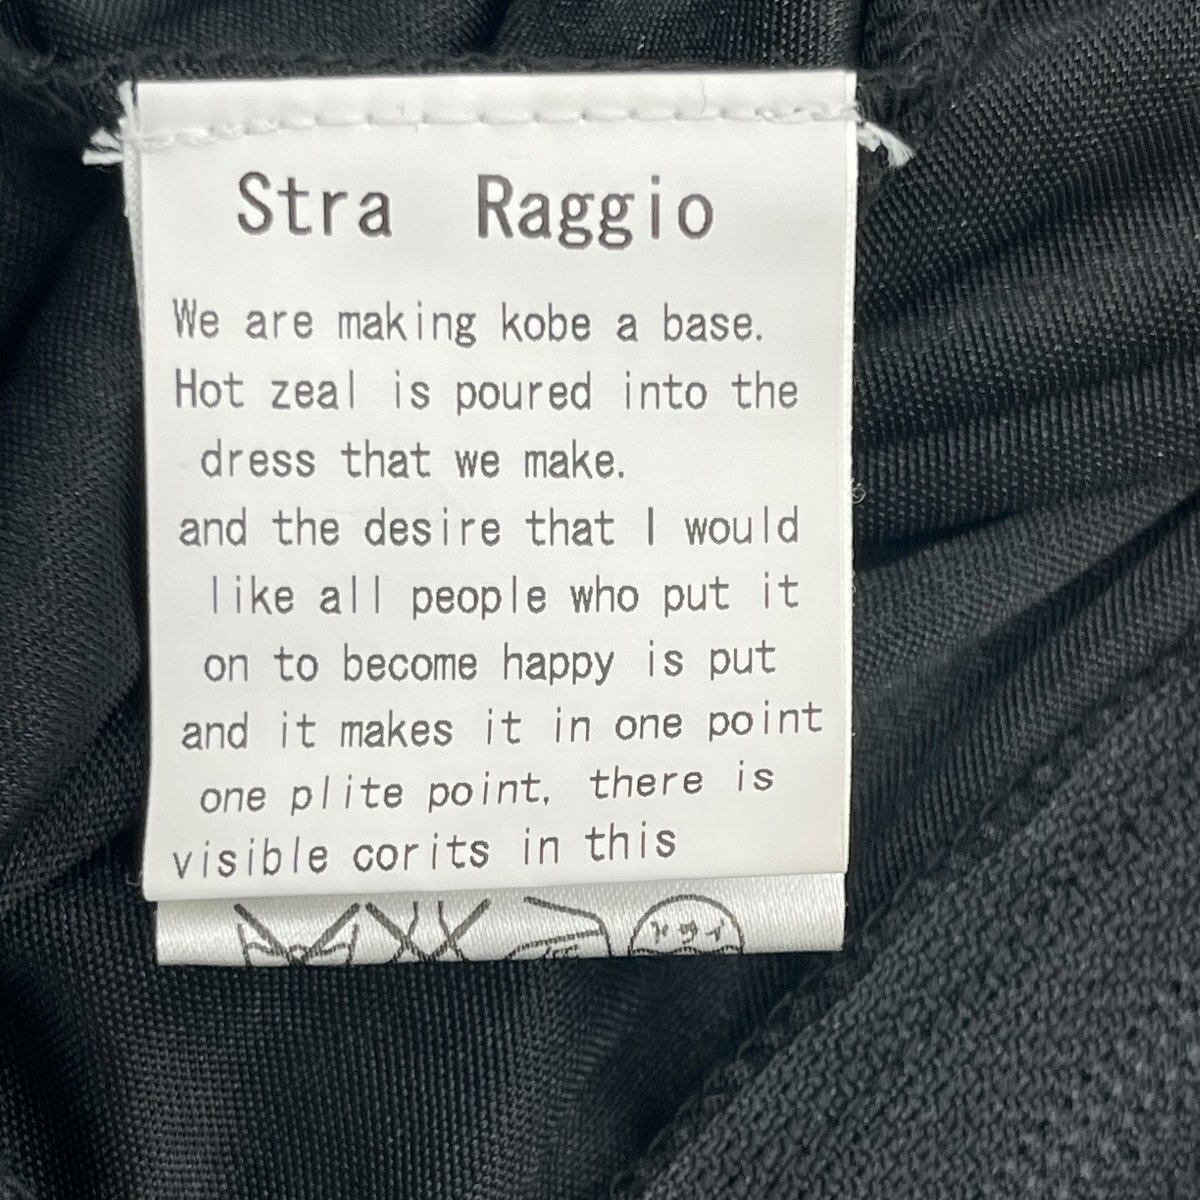 Stra Raggio
We are making kobe a base.
Hot zeal is poured into the
dress that we make.
and the desire that I would
like all people who put it
on to become happy is put
and it makes it in one point
one plite point, there is
visible corits in this